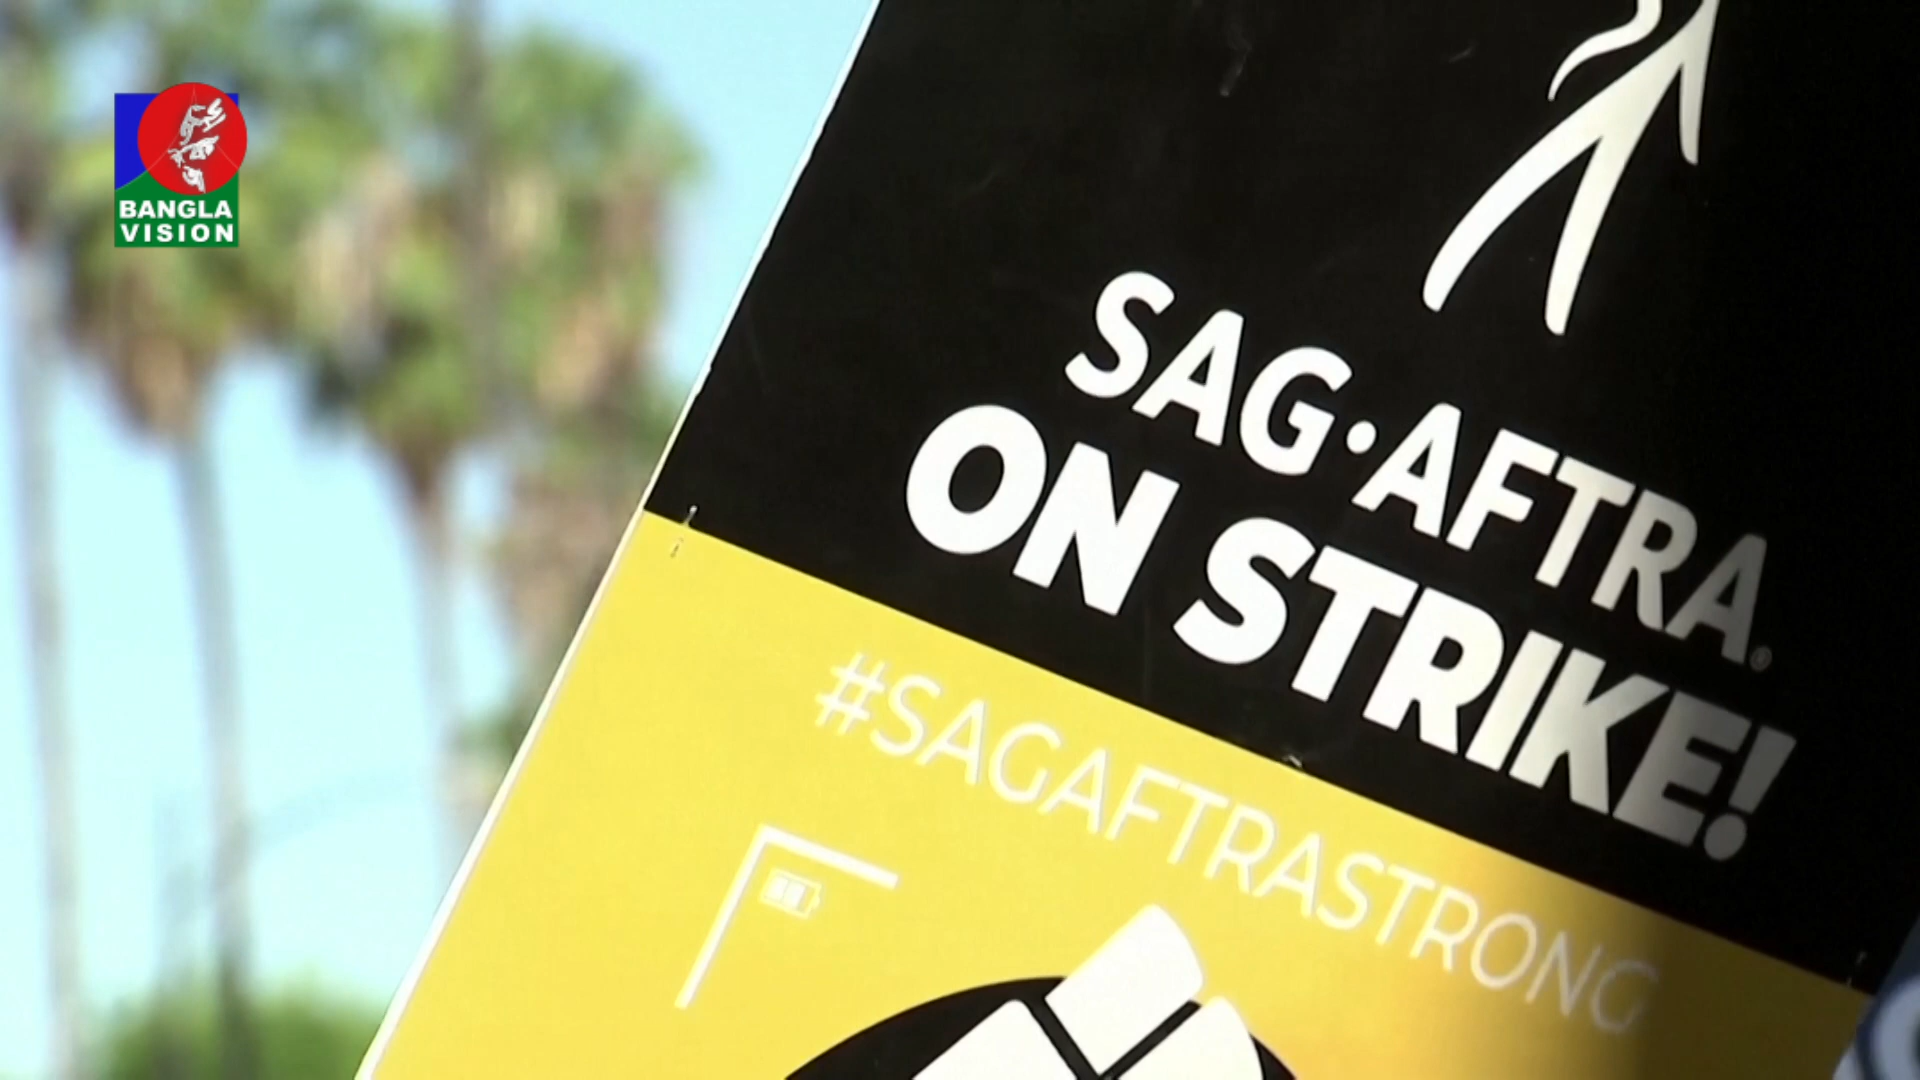 BANGLA
VISION
SAG·AFTRA®
ON STRIKE!
#SAGAFTRASTRONG